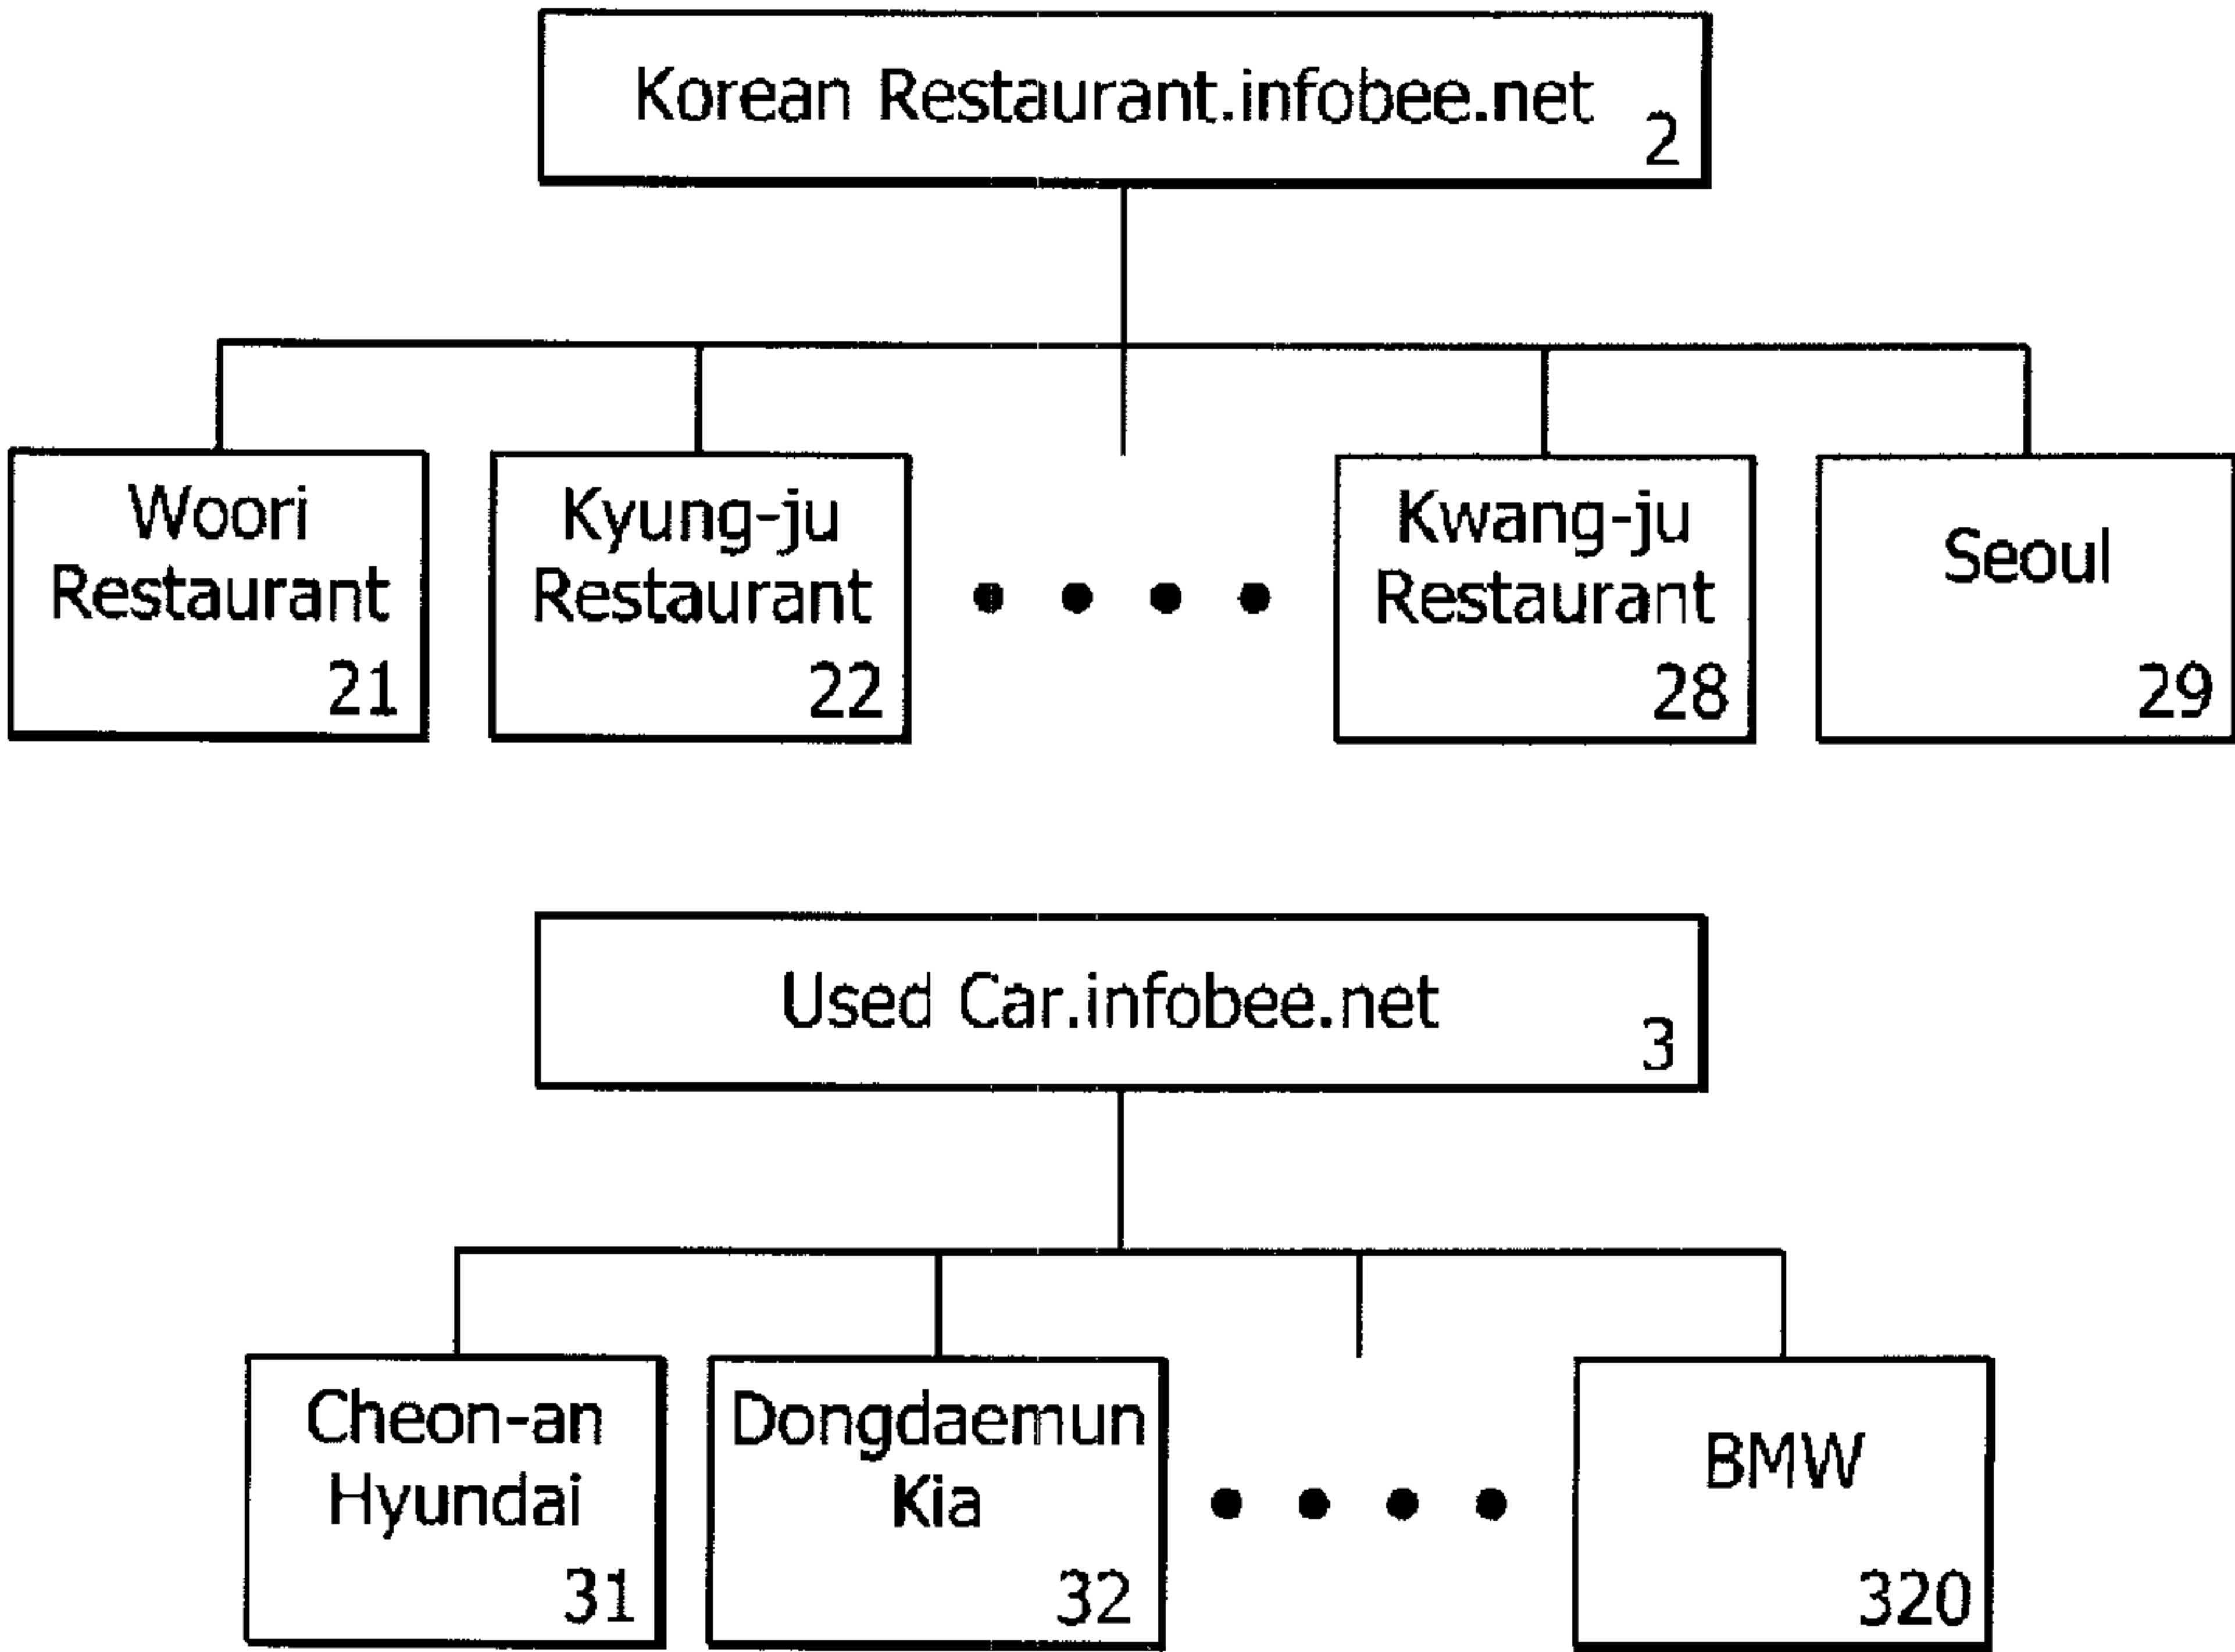 Korean Restaurant.infobee.net
2
Woori
Restaurant
21
Kyung-ju
Restaurant
22
Kwang-ju
Restaurant
28
Seoul
29
Used Car.infobee.net
3
Cheon-an
Hyundai
31
Dongdaemun
Kia
32
BMW
320